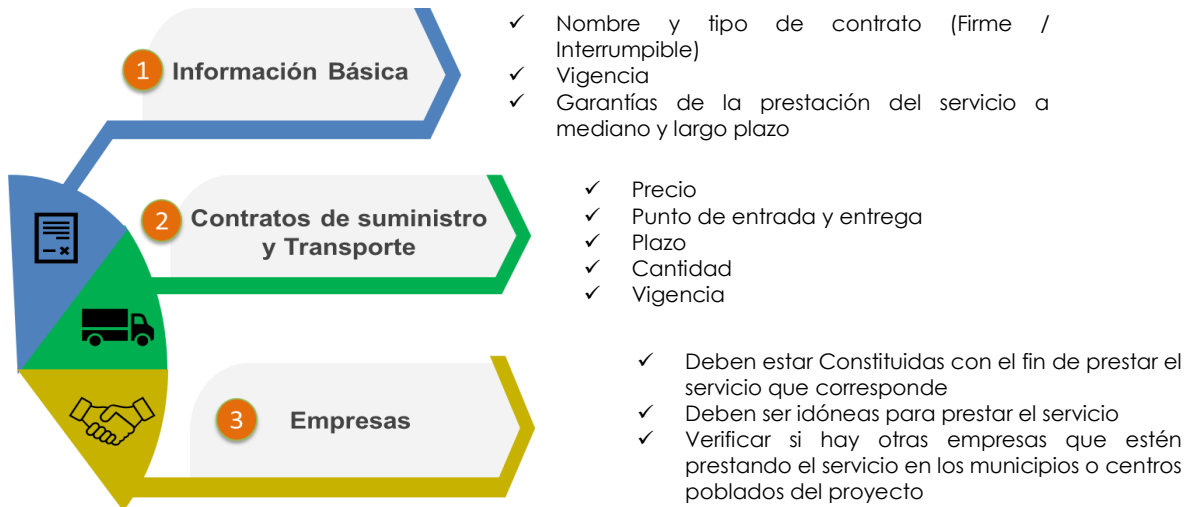 1 Información Básica
✓ Nombre y tipo de contrato (Firme /
Interrumpible)
✓ Vigencia
✓ Garantías de la prestación del servicio a
mediano y largo plazo
2 Contratos de suministro
y Transporte
✓ Precio
✓ Punto de entrada y entrega
✓ Plazo
✓ Cantidad
✓ Vigencia
3 Empresas
✓ Deben estar Constituidas con el fin de prestar el
servicio que corresponde
✓ Deben ser idóneas para prestar el servicio
✓ Verificar si hay otras empresas que estén
prestando el servicio en los municipios o centros
poblados del proyecto